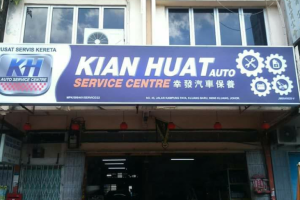 PUSAT SERVIS KERETA
KH
AUTO SERVICE CENTRE
KIAN HUAT AUTO
SERVICE CENTRE 幸發汽車保養